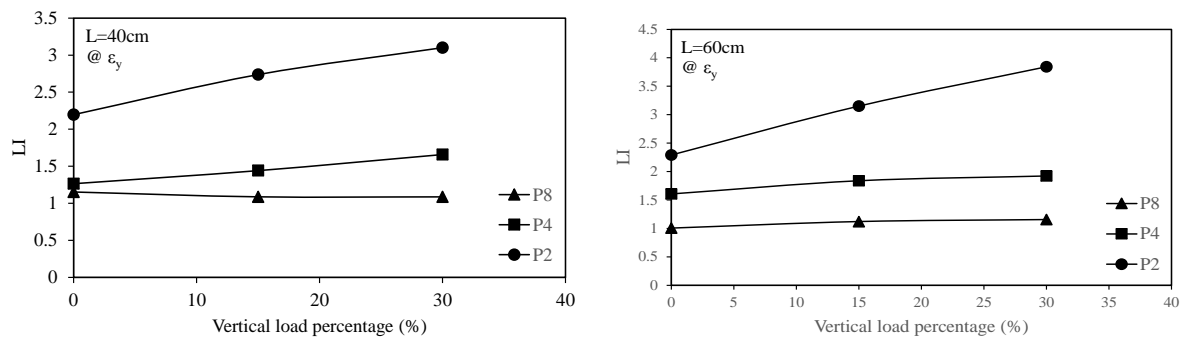 3.5
L=40cm
@ εy
3
2.5
2
LI
1.5
1
P8
0.5
P4
P2
0
0 10 20 30 40
Vertical load percentage (%)
4.5
L=60cm
@ εy
4
3.5
3
2.5
LI
2
1.5
1
P8
0.5
P4
0
P2
0 5 10 15 20 25 30 35 40
Vertical load percentage (%)